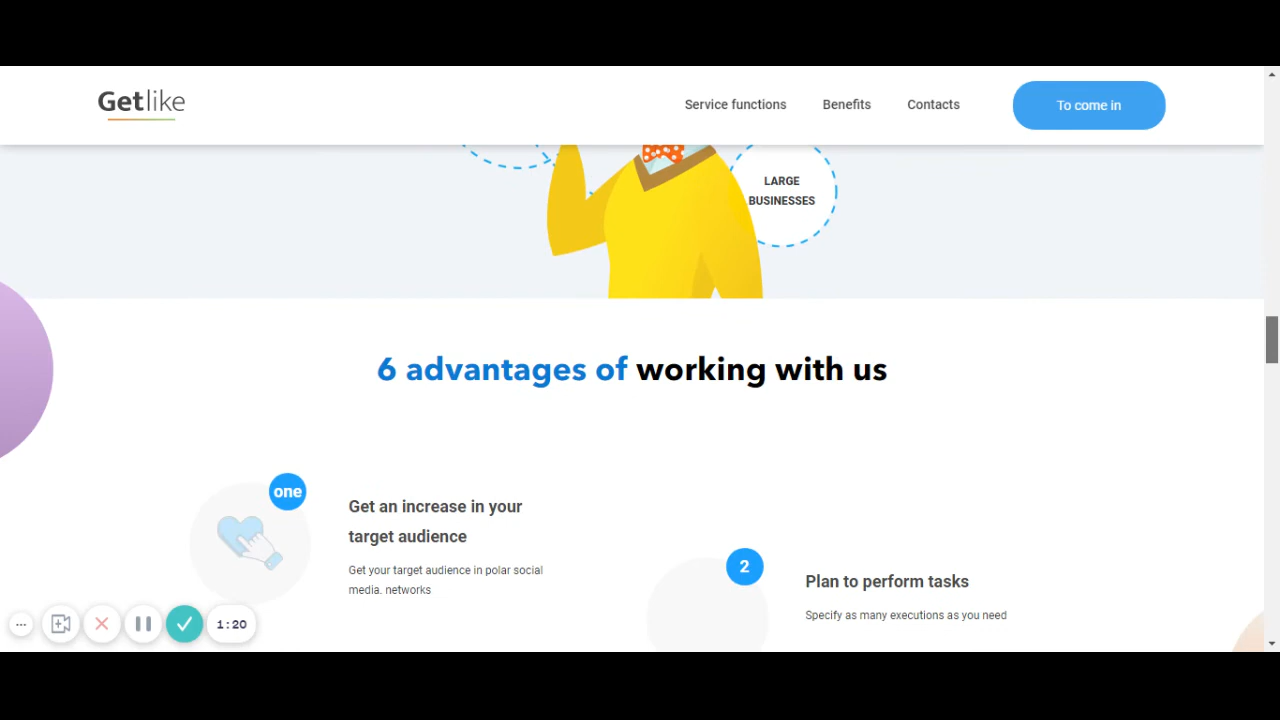 Getlike
Service functions
Benefits
Contacts
To come in
LARGE
BUSINESSES
6 advantages of working with us
one
Get an increase in your
target audience
Get your target audience in polar social
media. networks
2
Plan to perform tasks
Specify as many executions as you need
1:20